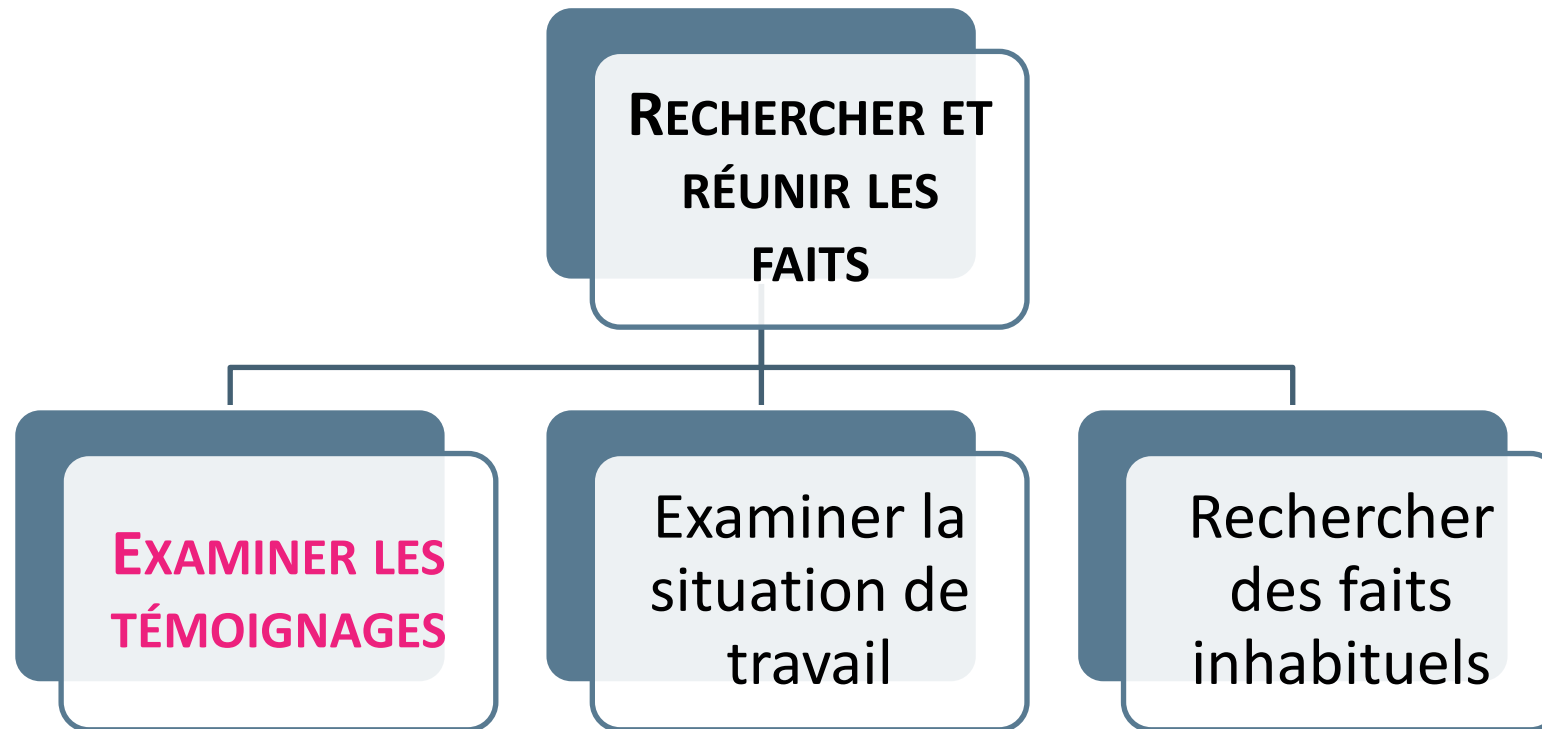 RECHERCHER ET
RÉUNIR LES
FAITS
EXAMINER LES
TÉMOIGNAGES
Examiner la
situation de
travail
Rechercher
des faits
inhabituels